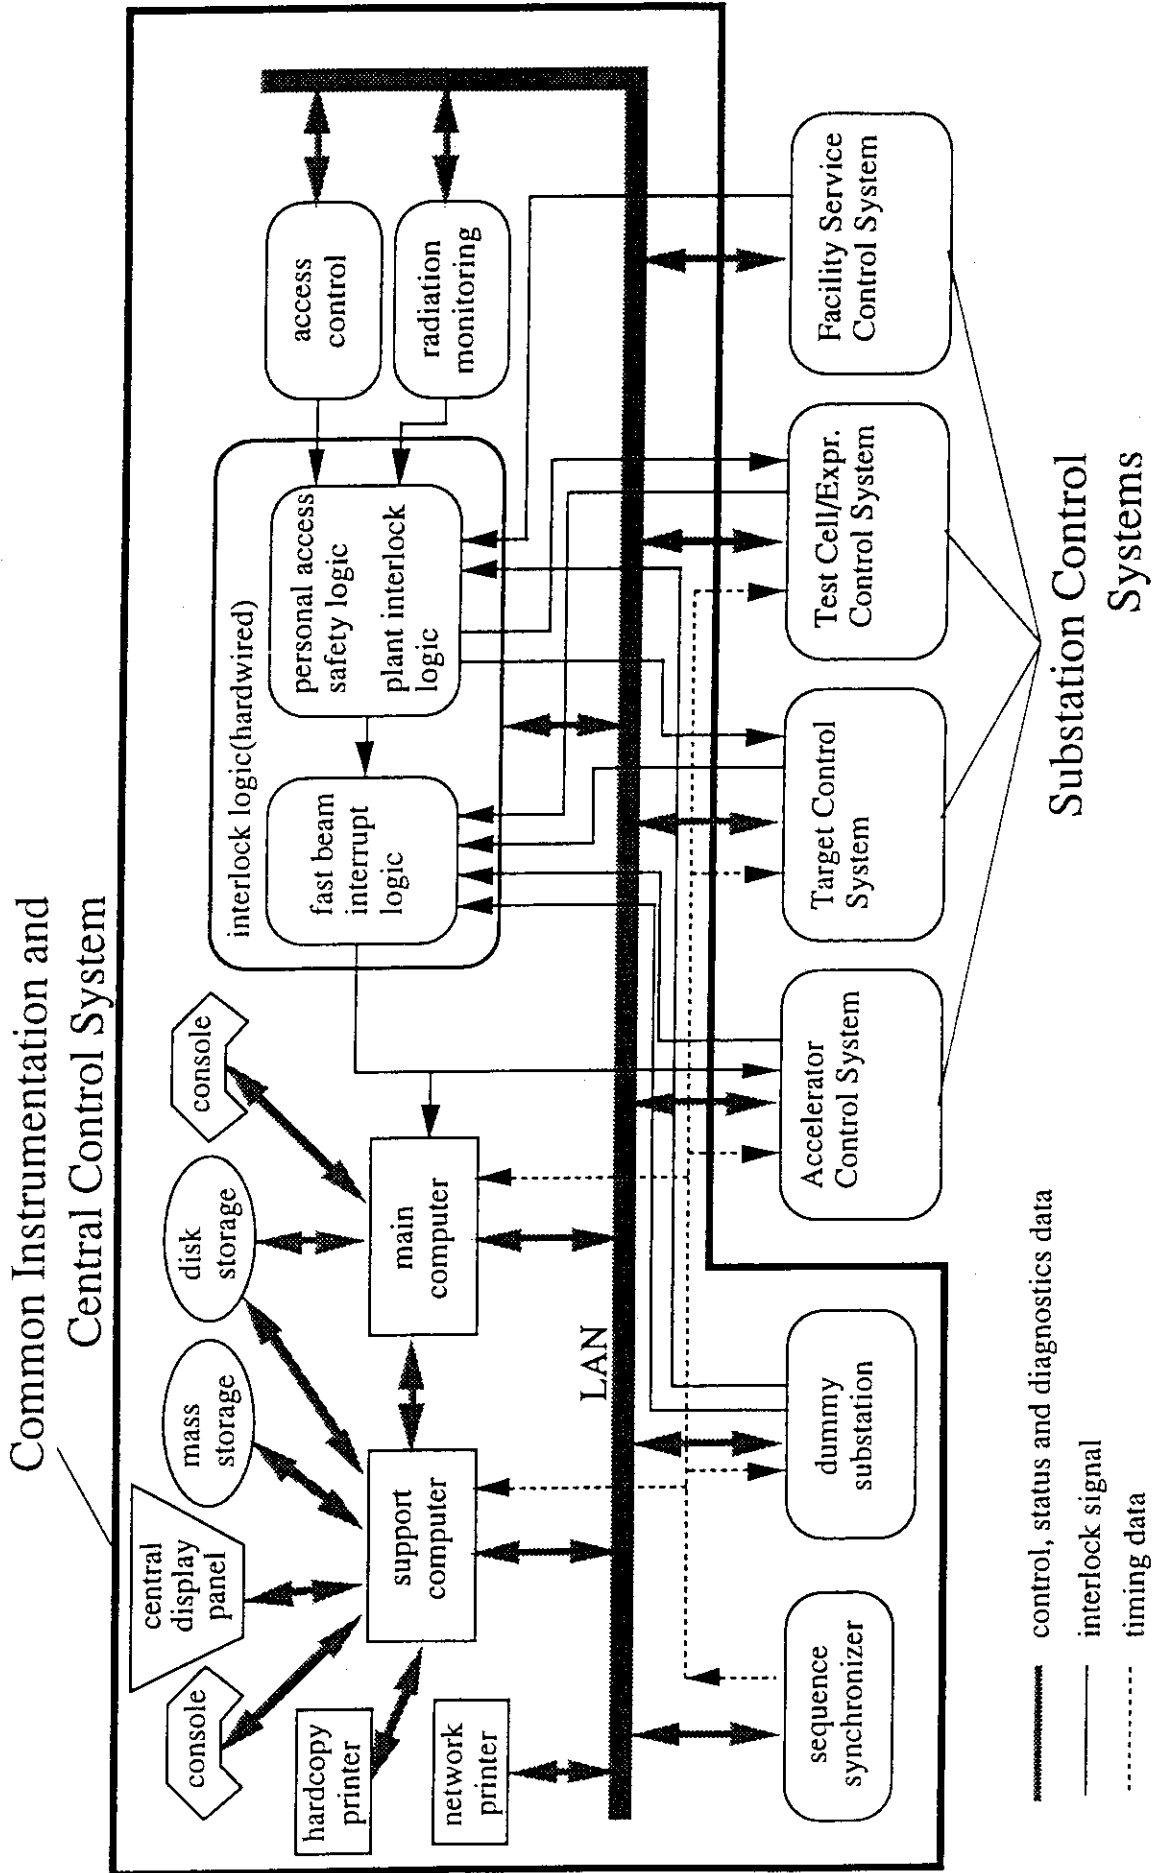 Common Instrumentation and
Central Control System
console
central
display
panel
mass
storage
disk
storage
console
hardcopy
printer
network
printer
support
computer
main
computer
interlock logic(hardwired)
fast beam
interrupt
logic
personal access
safety logic
plant interlock
logic
access
control
radiation
monitoring
LAN
sequence
synchronizer
dummy
substation
Accelerator
Control System
Target Control
System
Test Cell/Expr.
Control System
Facility Service
Control System
Substation Control
Systems
control, status and diagnostics data
interlock signal
timing data